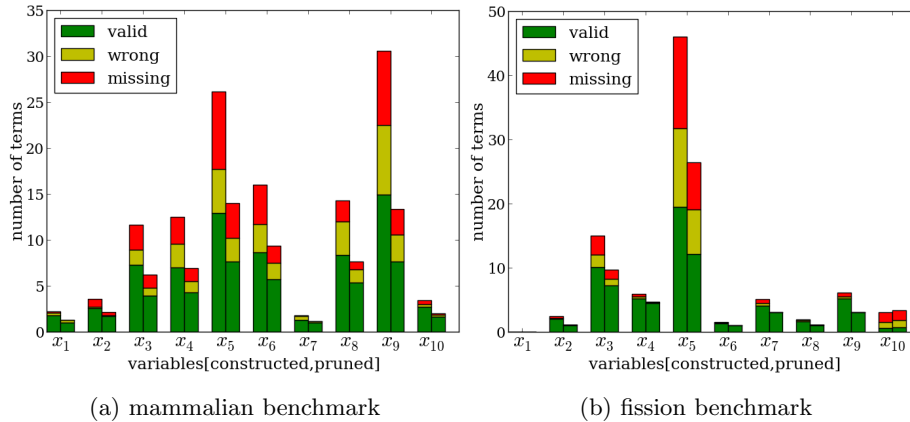 35
30
25
20
15
10
5
0
number of terms
valid
wrong
missing
x1 x2 x3 x4 x5 x6 x7 x8 x9 x10
variables[constructed,pruned]
(a) mammalian benchmark
50
40
30
20
10
0
number of terms
valid
wrong
missing
x1 x2 x3 x4 x5 x6 x7 x8 x9 x10
variables[constructed,pruned]
(b) fission benchmark